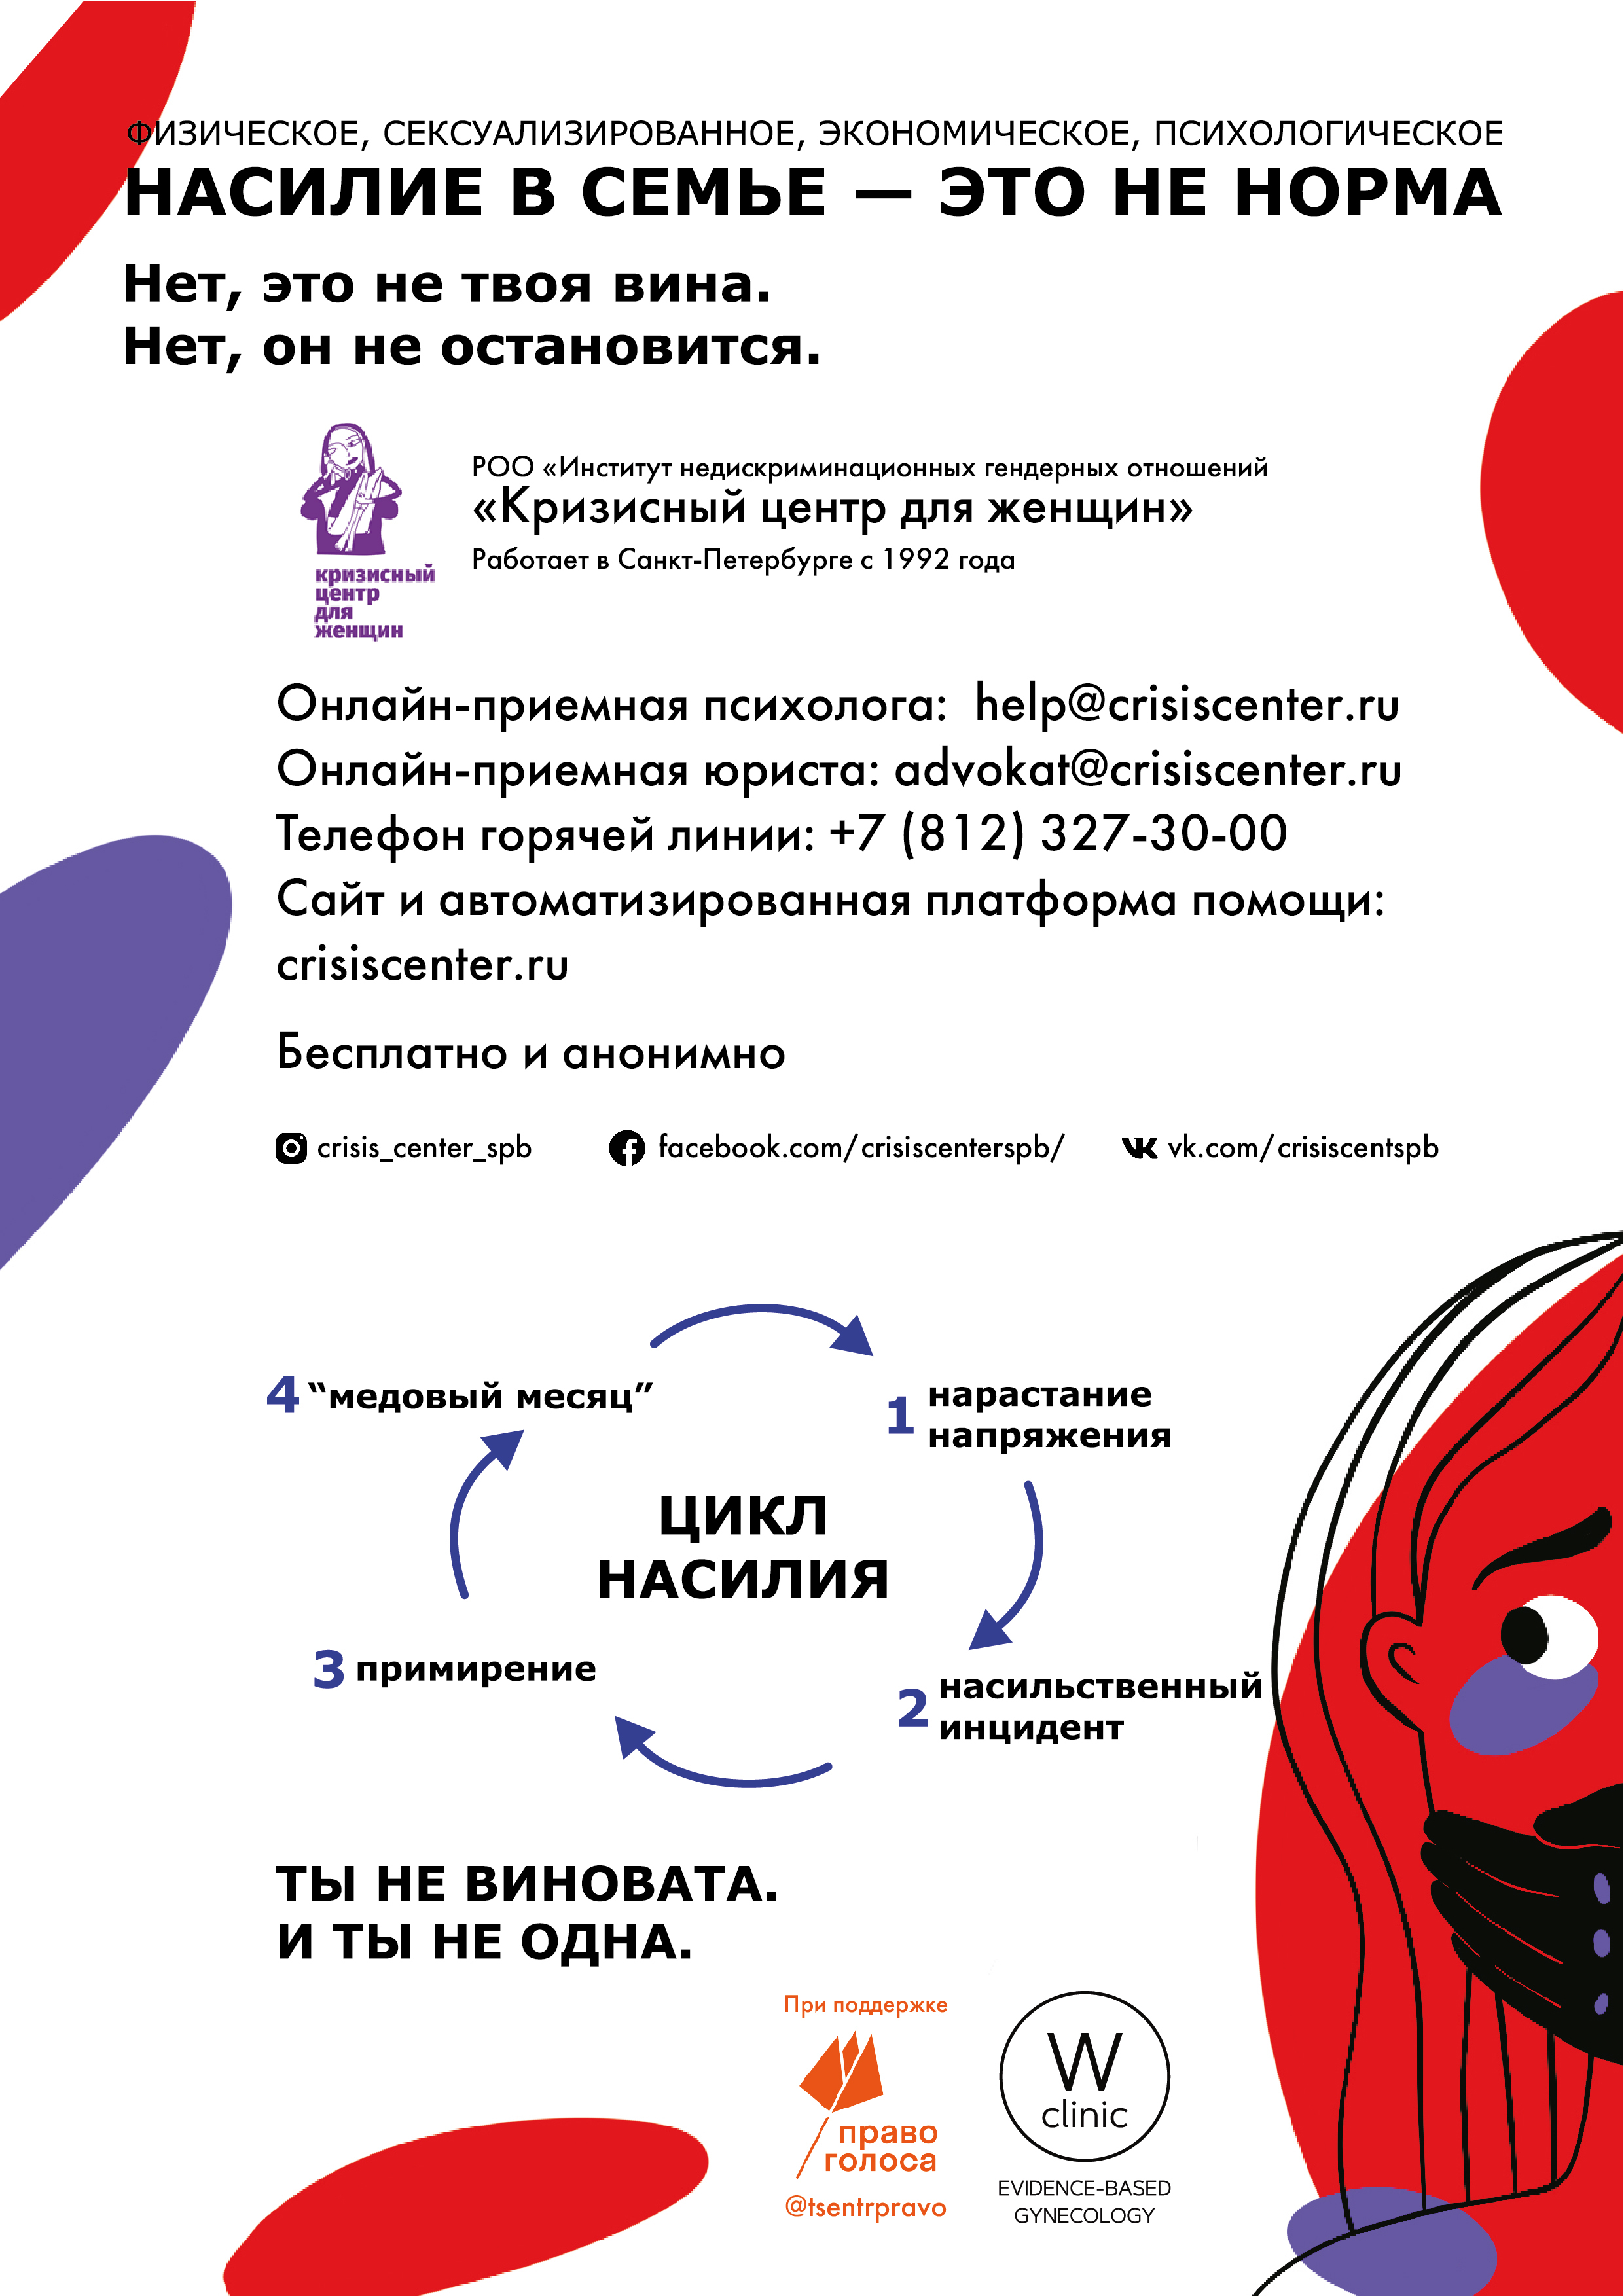 ФИЗИЧЕСКОЕ, СЕКСУАЛИЗИРОВАННОЕ, ЭКОНОМИЧЕСКОЕ, ПСИХОЛОГИЧЕСКОЕ
НАСИЛИЕ В СЕМЬЕ — ЭТО НЕ НОРМА
Нет, это не твоя вина.
Нет, он не остановится.
кризисный
центр
для
женщин
РОО «Институт недискриминационных гендерных отношений
«Кризисный центр для женщин»
Работает в Санкт-Петербурге с 1992 года
Онлайн-приемная психолога: help@crisiscenter.ru
Онлайн-приемная юриста: advokat@crisiscenter.ru
Телефон горячей линии: +7 (812) 327-30-00
Сайт и автоматизированная платформа помощи:
crisiscenter.ru
Бесплатно и анонимно
crisis_center_spb facebook.com/crisiscenterspb/ vk.com/crisiscentspb
4 “медовый месяц”
1 нарастание
напряжения
ЦИКЛ
НАСИЛИЯ
3 примирение
2 насильственный
инцидент
ТЫ НЕ ВИНОВАТА.
И ТЫ НЕ ОДНА.
При поддержке
право
голоса
@tsentrpravo
W
clinic
EVIDENCE-BASED
GYNECOLOGY